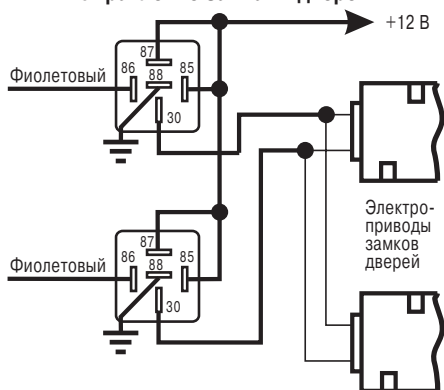 +12 В
87
86
88
85
Фиолетовый
30
Электро-
приводы
замков
дверей
87
86
88
85
Фиолетовый
30